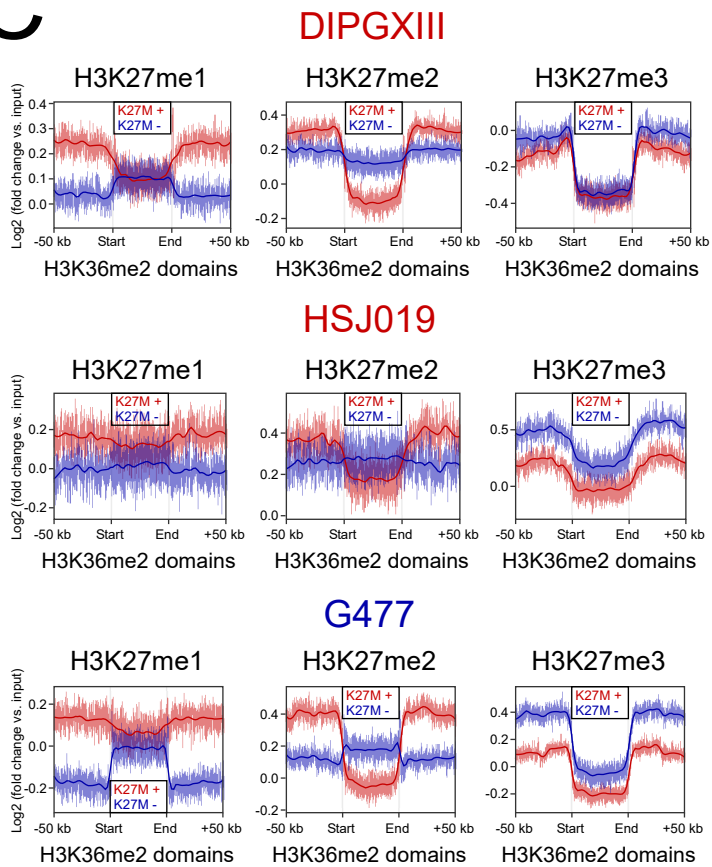 C
DIPGXIII
H3K27me1 H3K27me2 H3K27me3
Log2 (fold change vs. input)
0.4 0.3 0.2 0.1 0.0
K27M +
K27M -
0.4 0.2 0.0 -0.2
K27M +
K27M -
0.0 -0.2 -0.4
K27M +
K27M -
-50 kb Start End +50 kb -50 kb Start End +50 kb -50 kb Start End +50 kb
H3K36me2 domains H3K36me2 domains H3K36me2 domains
HSJ019
H3K27me1 H3K27me2 H3K27me3
Log2 (fold change vs. input)
0.2 0.0 -0.2
K27M +
K27M -
0.4 0.2 0.0
K27M +
K27M -
0.5 0.0
K27M +
K27M -
-50 kb Start End +50 kb -50 kb Start End +50 kb -50 kb Start End +50 kb
H3K36me2 domains H3K36me2 domains H3K36me2 domains
G477
H3K27me1 H3K27me2 H3K27me3
Log2 (fold change vs. input)
0.2 0.0 -0.2
K27M +
K27M -
0.4 0.2 0.0 -0.2
K27M +
K27M -
0.4 0.2 0.0 -0.2
K27M +
K27M -
-50 kb Start End +50 kb -50 kb Start End +50 kb -50 kb Start End +50 kb
H3K36me2 domains H3K36me2 domains H3K36me2 domains